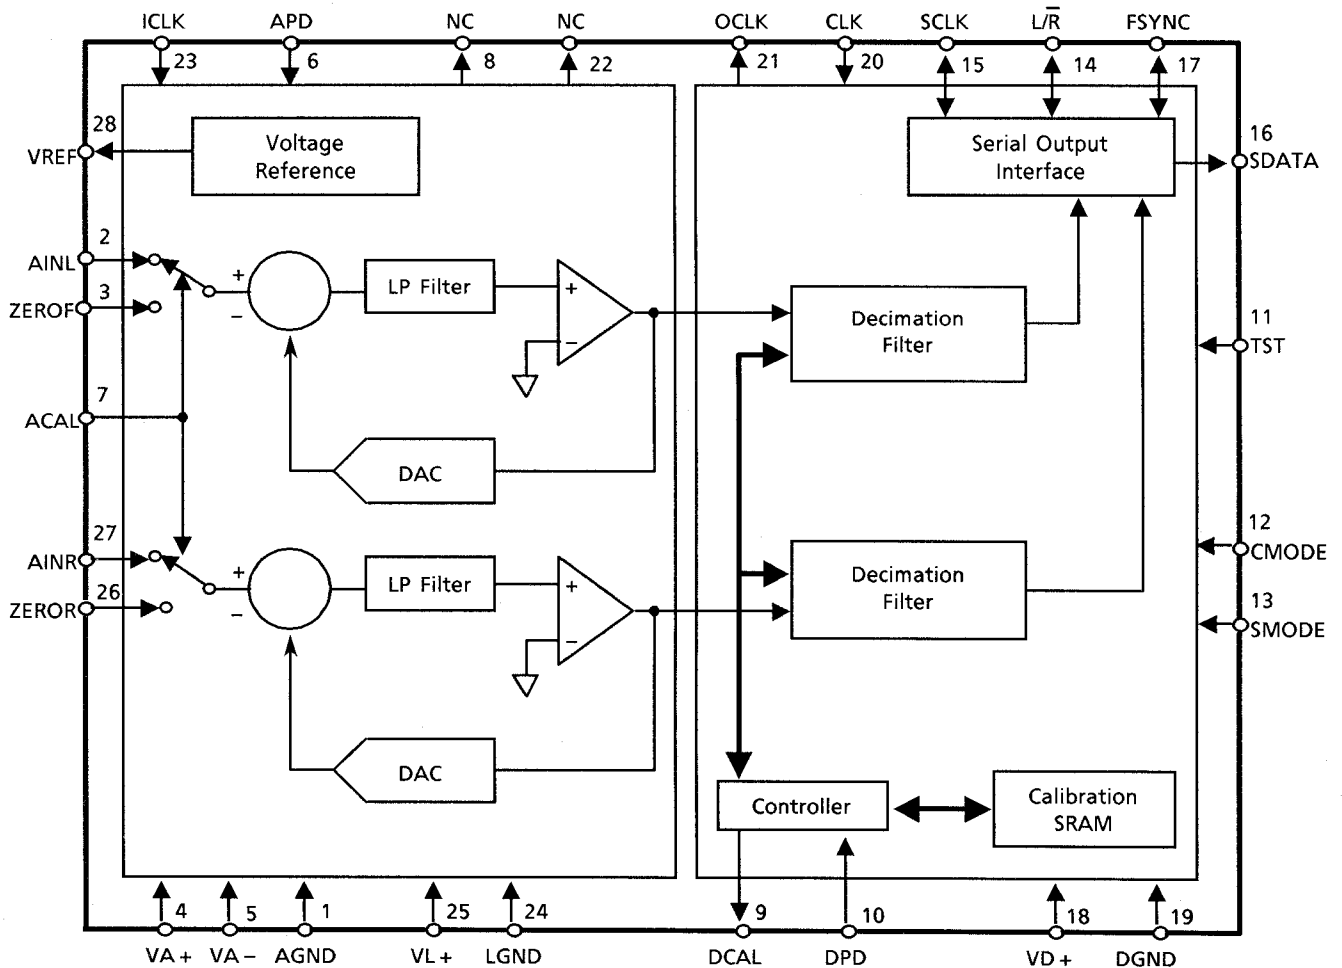 ICLK APD NC NC OCLK CLK SCLK L/R̅ FSYNC
23 6 8 22 21 20 15 14 17
28
VREF
Voltage
Reference
Serial Output
Interface
16
SDATA
2
AINL
3
ZEROF
+
−
LP Filter
+
−
Decimation
Filter
11
TST
7
ACAL
DAC
27
AINR
26
ZEROR
+
−
LP Filter
+
−
Decimation
Filter
12
CMODE
13
SMODE
DAC
Controller
Calibration
SRAM
4 5 1 25 24 9 10 18 19
VA+ VA− AGND VL+ LGND DCAL DPD VD+ DGND